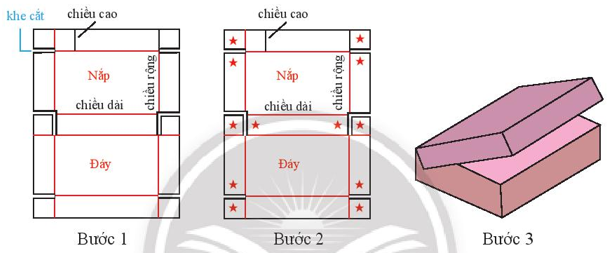 khe cắt
chiều cao
Nắp
chiều rộng
chiều dài
Đáy
Bước 1
chiều cao
Nắp
chiều rộng
chiều dài
Đáy
Bước 2
Bước 3